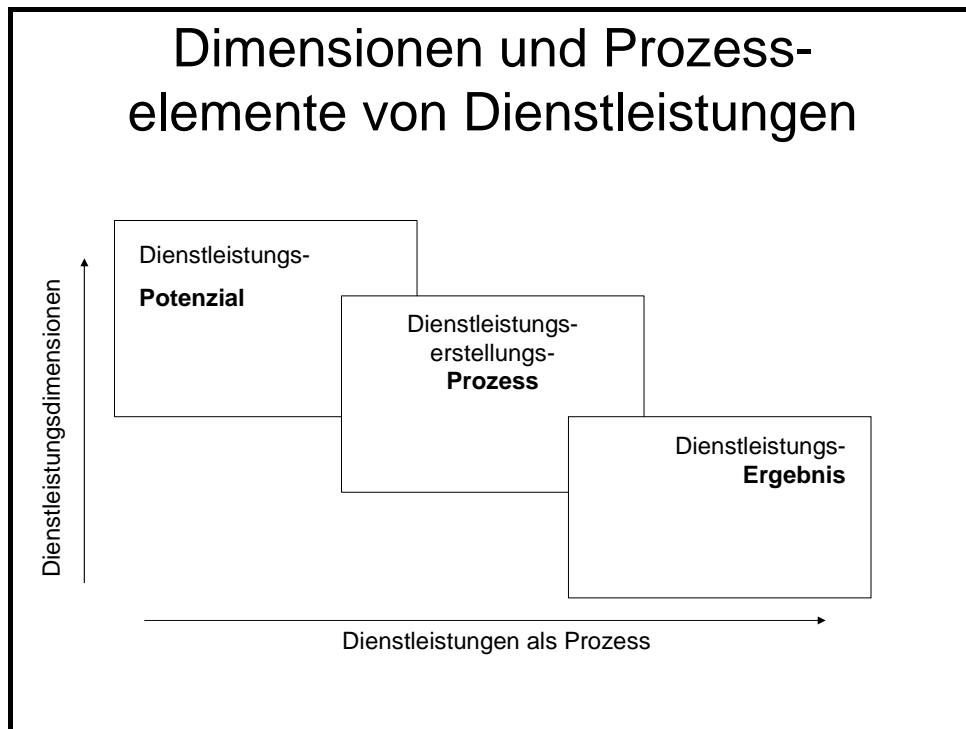 Dimensionen und Prozess-
elemente von Dienstleistungen
Dienstleistungs-
Potenzial
Dienstleistungs-
erstellungs-
Prozess
Dienstleistungs-
Ergebnis
Dienstleistungsdimensionen
Dienstleistungen als Prozess